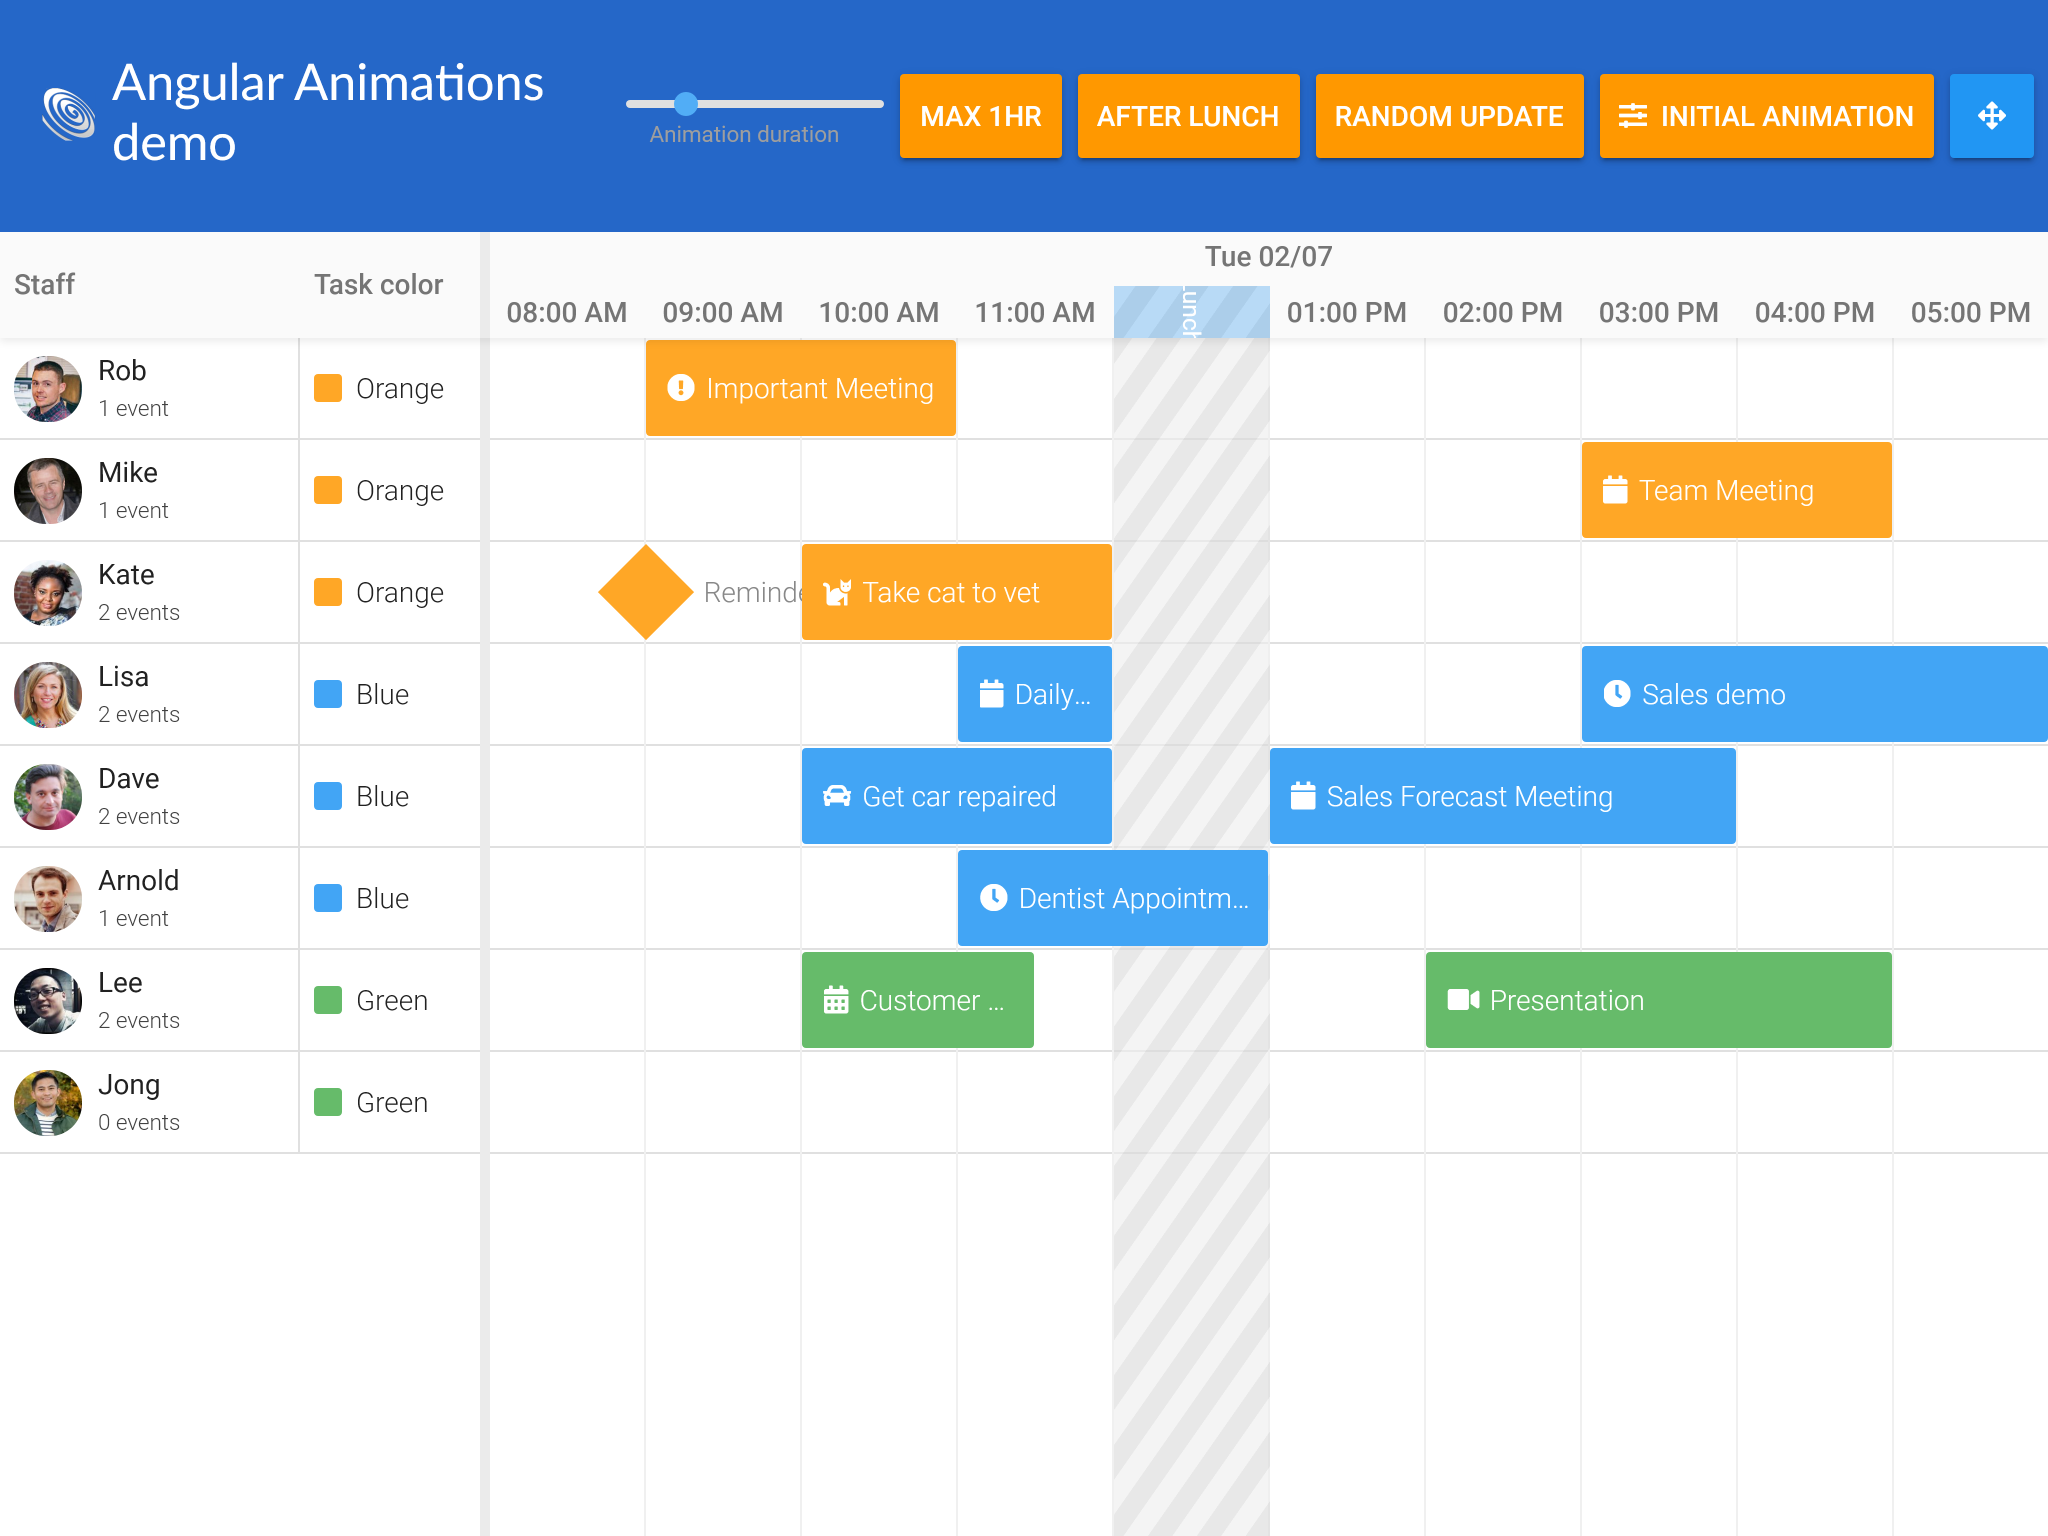 Angular Animations
demo
Animation duration
MAX 1HR
AFTER LUNCH
RANDOM UPDATE
INITIAL ANIMATION
Staff
Task color
Tue 02/07
08:00 AM
09:00 AM
10:00 AM
11:00 AM
Lunch
01:00 PM
02:00 PM
03:00 PM
04:00 PM
05:00 PM
Rob
1 event
Orange
Important Meeting
Mike
1 event
Orange
Team Meeting
Kate
2 events
Orange
Take cat to vet
Lisa
2 events
Blue
Daily...
Sales demo
Dave
2 events
Blue
Get car repaired
Sales Forecast Meeting
Arnold
1 event
Blue
Dentist Appointm...
Lee
2 events
Green
Customer ...
Presentation
Jong
0 events
Green